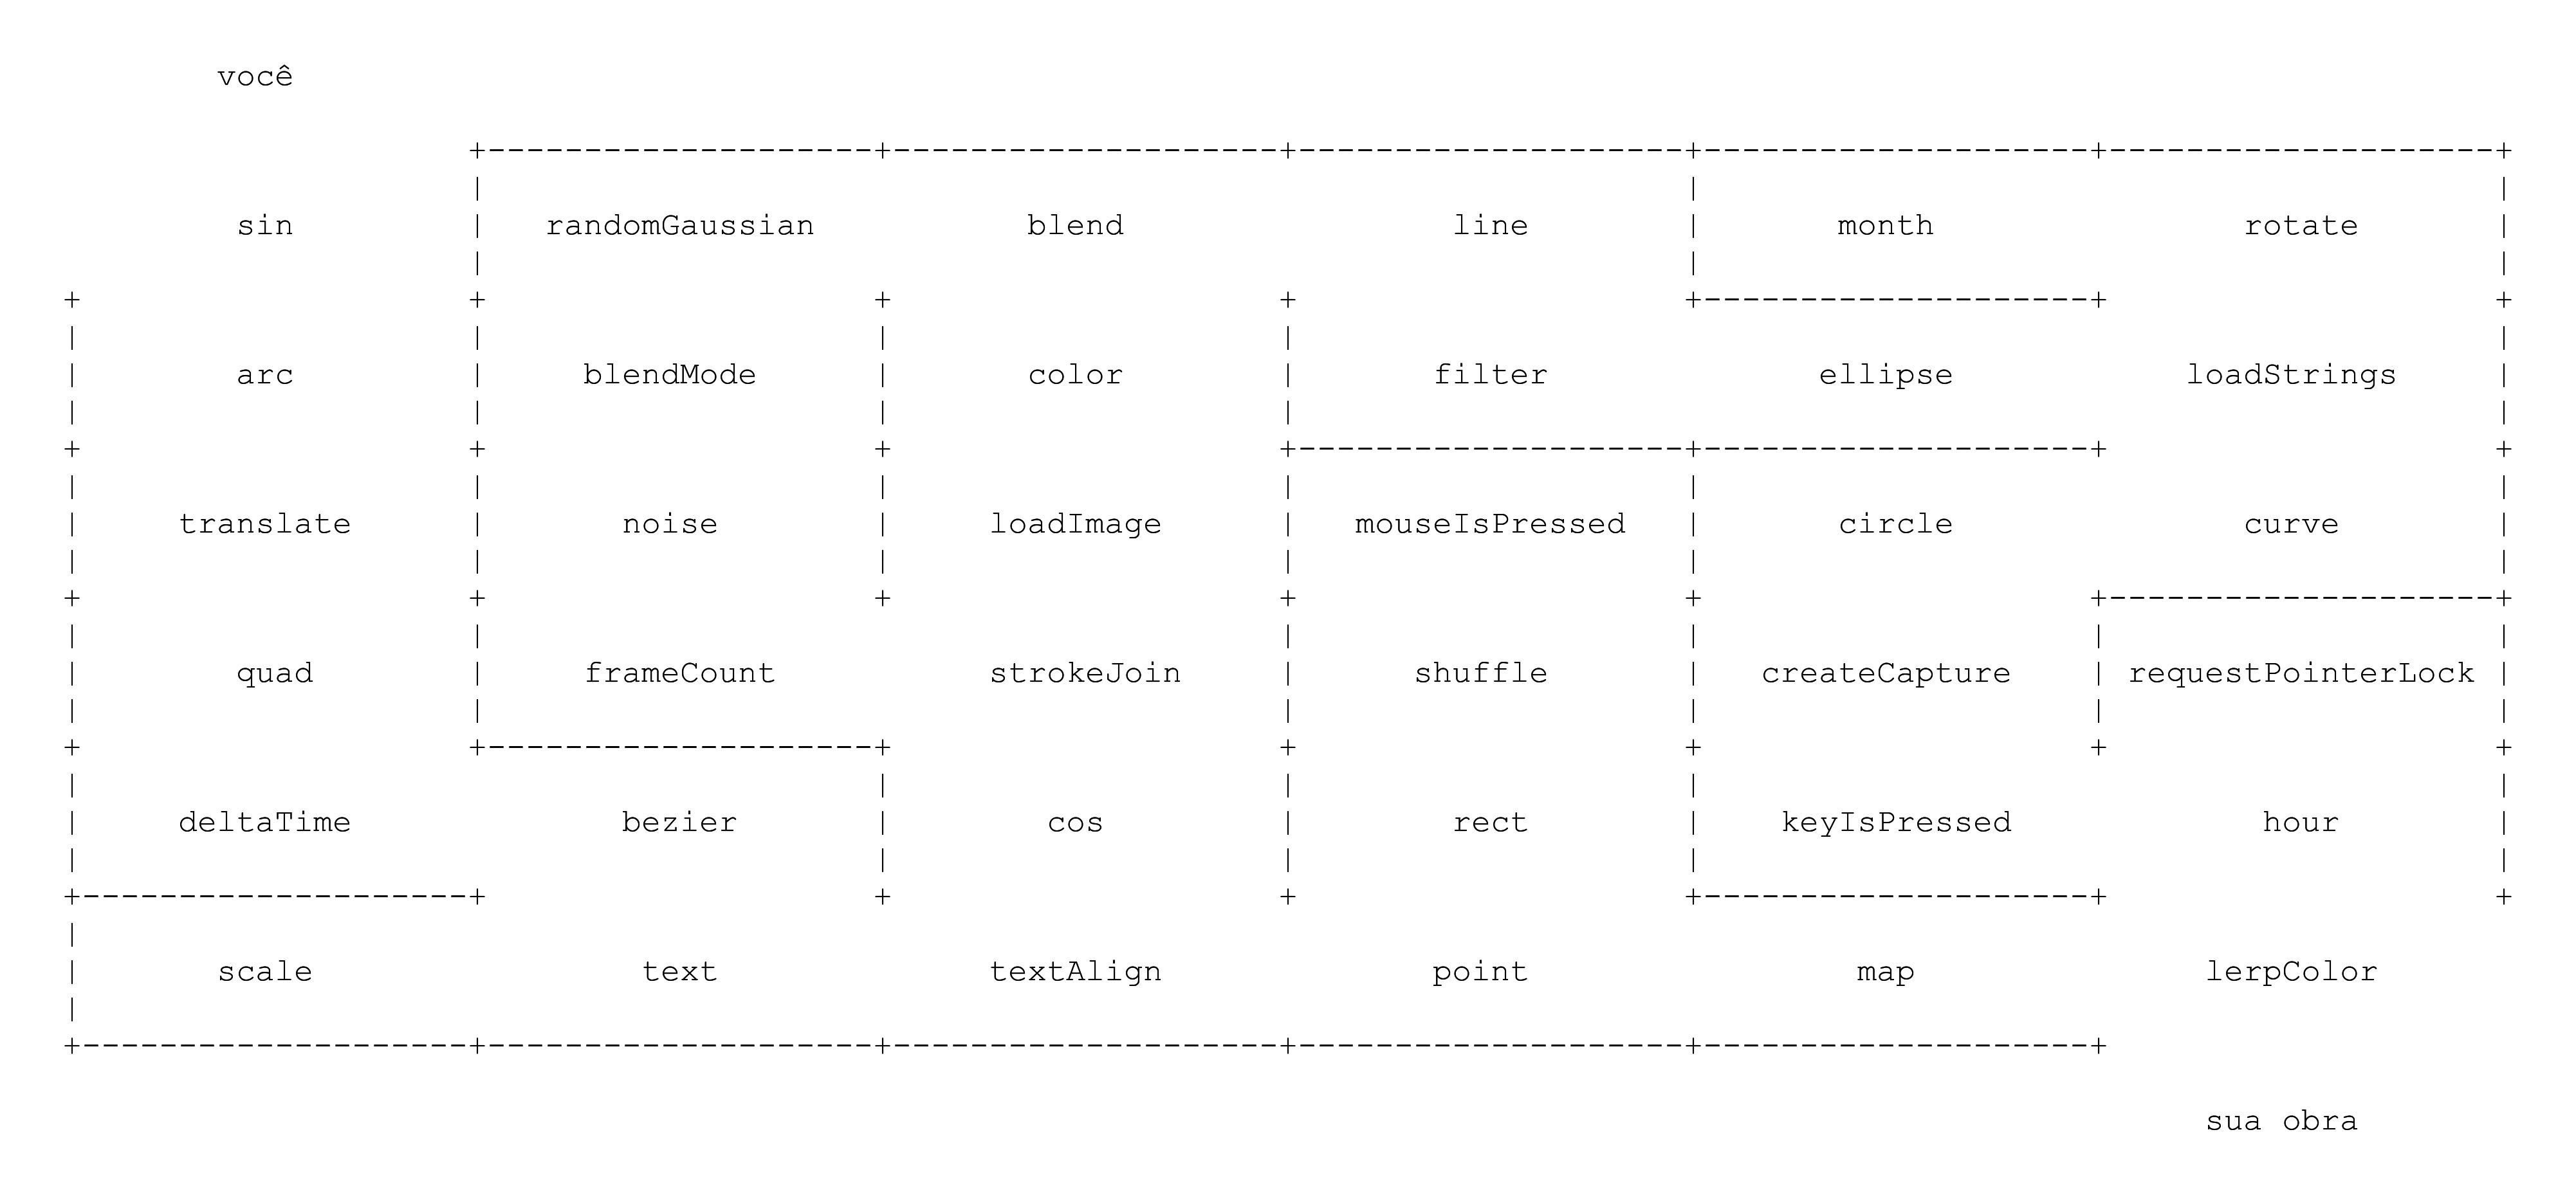 você
sin randomGaussian blend line month rotate
arc blendMode color filter ellipse loadStrings
translate noise loadImage mouseIsPressed circle curve
quad frameCount strokeJoin shuffle createCapture requestPointerLock
deltaTime bezier cos rect keyIsPressed hour
scale text textAlign point map lerpColor
sua obra